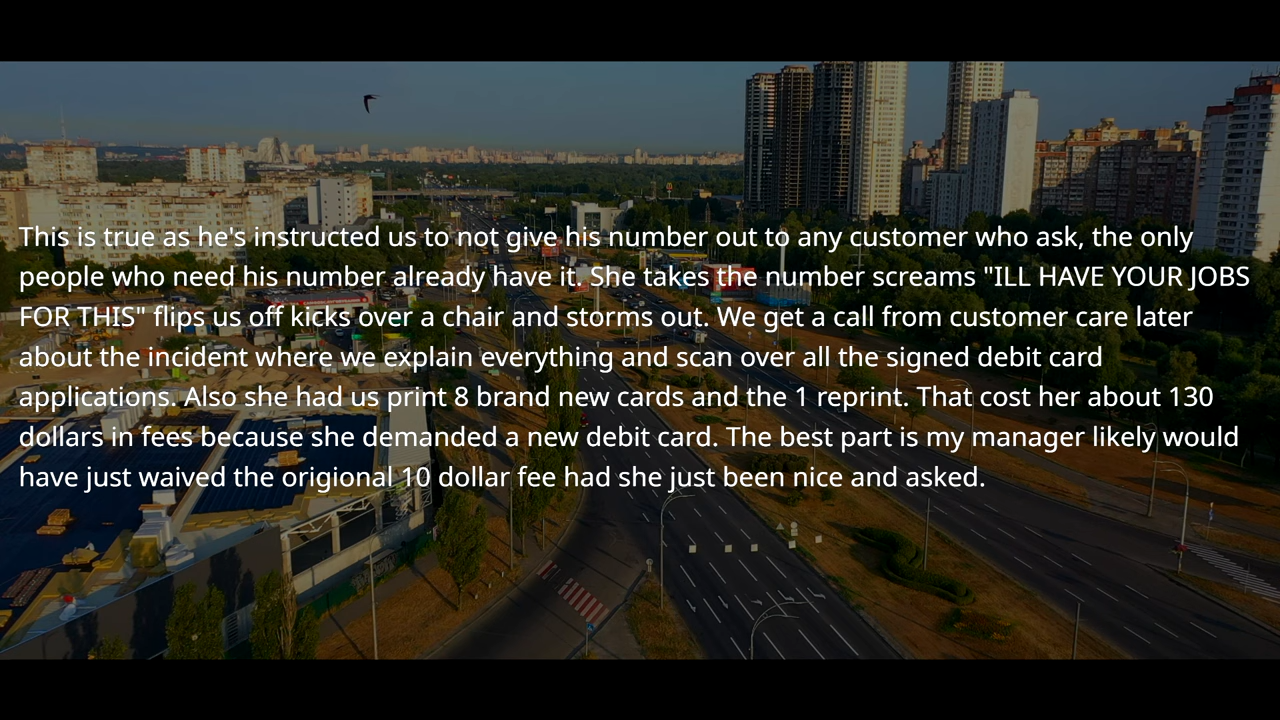 This is true as he's instructed us to not give his number out to any customer who ask, the only
people who need his number already have it. She takes the number screams "ILL HAVE YOUR JOBS
FOR THIS" flips us off kicks over a chair and storms out. We get a call from customer care later
about the incident where we explain everything and scan over all the signed debit card
applications. Also she had us print 8 brand new cards and the 1 reprint. That cost her about 130
dollars in fees because she demanded a new debit card. The best part is my manager likely would
have just waived the origional 10 dollar fee had she just been nice and asked.